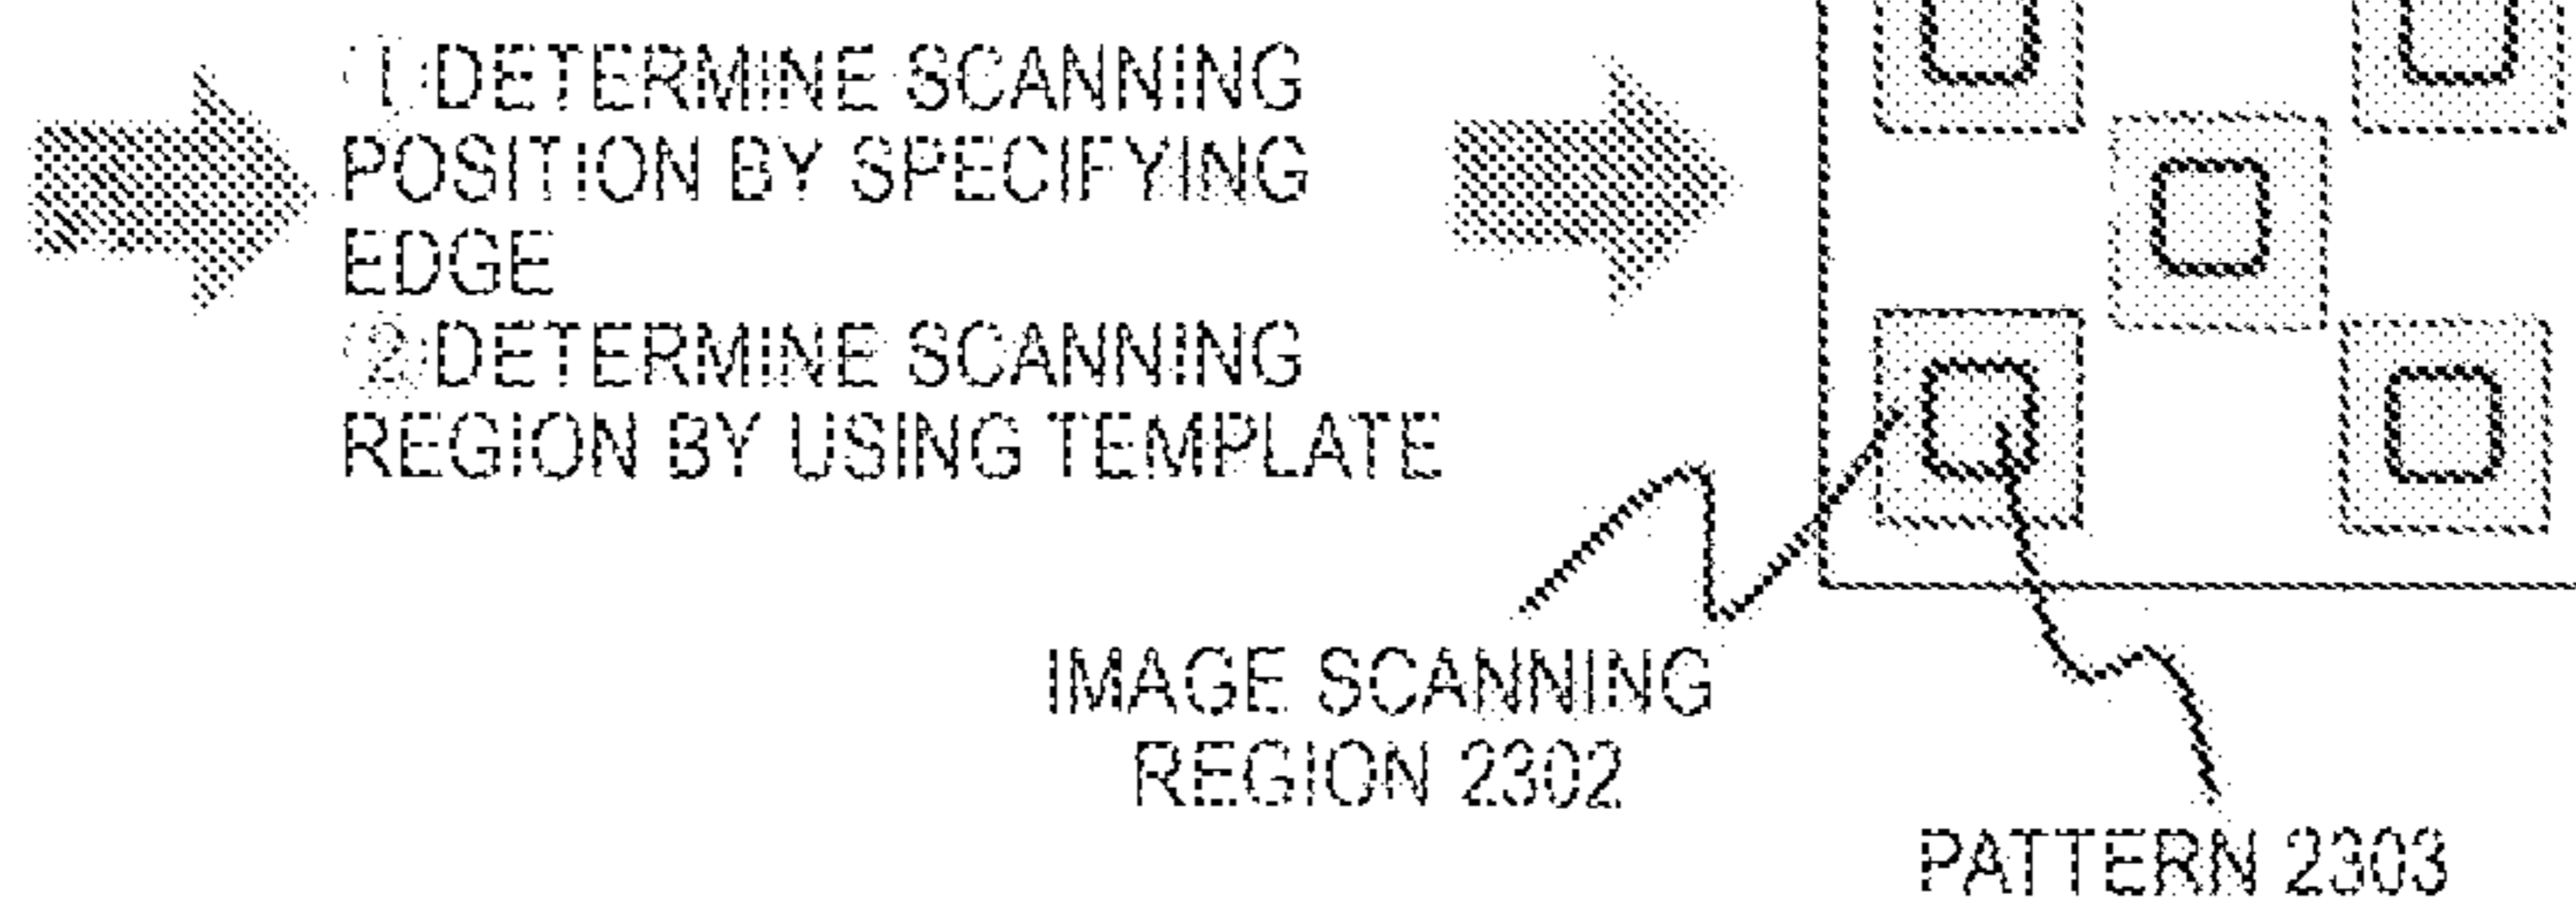 ①DETERMINE SCANNING
POSITION BY SPECIFYING
EDGE
②DETERMINE SCANNING
REGION BY USING TEMPLATE
IMAGE SCANNING
REGION 2302
PATTERN 2303